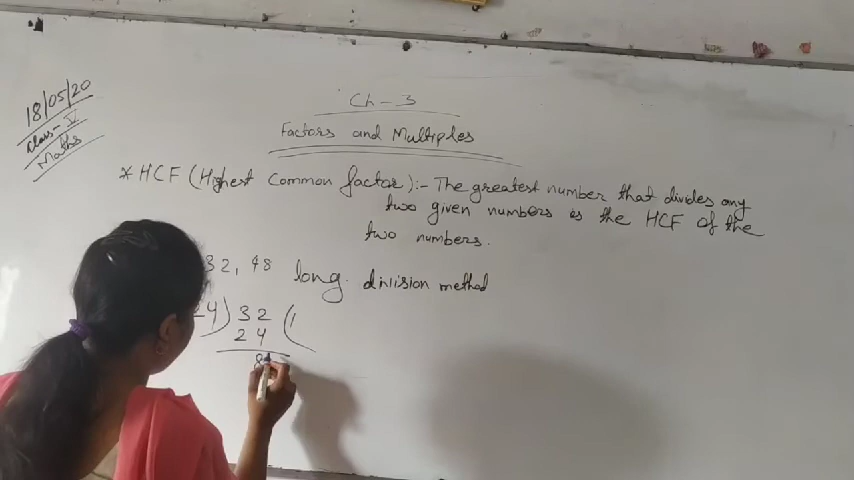 18/05/20
Class - V
Maths
Ch - 3
Factors and Multiples
* HCF (Highest Common factor) :- The greatest number that divides any
two given numbers is the HCF of the
two numbers.
32, 48 long division method
24) 32 (1
24
8